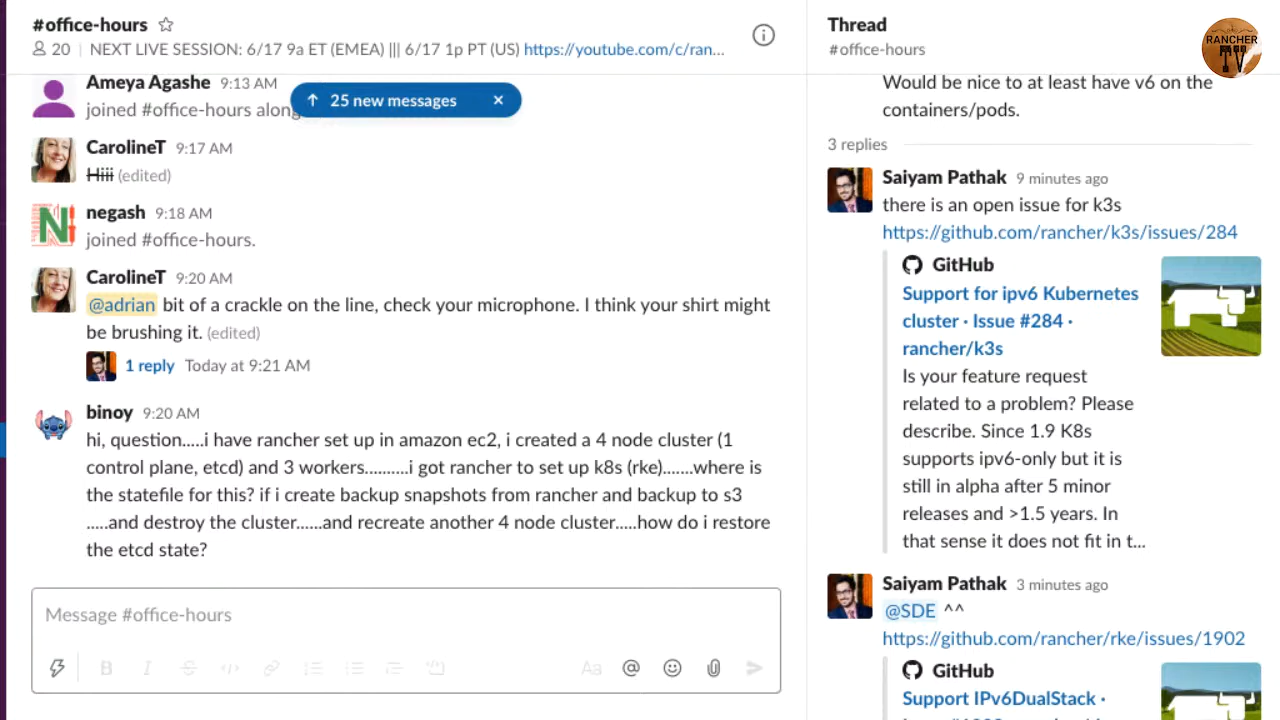 #office-hours
20 | NEXT LIVE SESSION: 6/17 9a ET (EMEA) ||| 6/17 1p PT (US) https://youtube.com/c/ran...
Ameya Agashe 9:13 AM
joined #office-hours along
↑ 25 new messages ×
CarolineT 9:17 AM
Hiii (edited)
negash 9:18 AM
joined #office-hours.
CarolineT 9:20 AM
@adrian bit of a crackle on the line, check your microphone. I think your shirt might
be brushing it. (edited)
1 reply Today at 9:21 AM
binoy 9:20 AM
hi, question.....i have rancher set up in amazon ec2, i created a 4 node cluster (1
control plane, etcd) and 3 workers..........i got rancher to set up k8s (rke).......where is
the statefile for this? if i create backup snapshots from rancher and backup to s3
.....and destroy the cluster......and recreate another 4 node cluster.....how do i restore
the etcd state?
Message #office-hours
Aa @
Thread
#office-hours
RANCHER
TV
Would be nice to at least have v6 on the
containers/pods.
3 replies
Saiyam Pathak 9 minutes ago
there is an open issue for k3s
https://github.com/rancher/k3s/issues/284
GitHub
Support for ipv6 Kubernetes
cluster · Issue #284 ·
rancher/k3s
Is your feature request
related to a problem? Please
describe. Since 1.9 K8s
supports ipv6-only but it is
still in alpha after 5 minor
releases and >1.5 years. In
that sense it does not fit in t...
Saiyam Pathak 3 minutes ago
@SDE ^^
https://github.com/rancher/rke/issues/1902
GitHub
Support IPv6DualStack ·